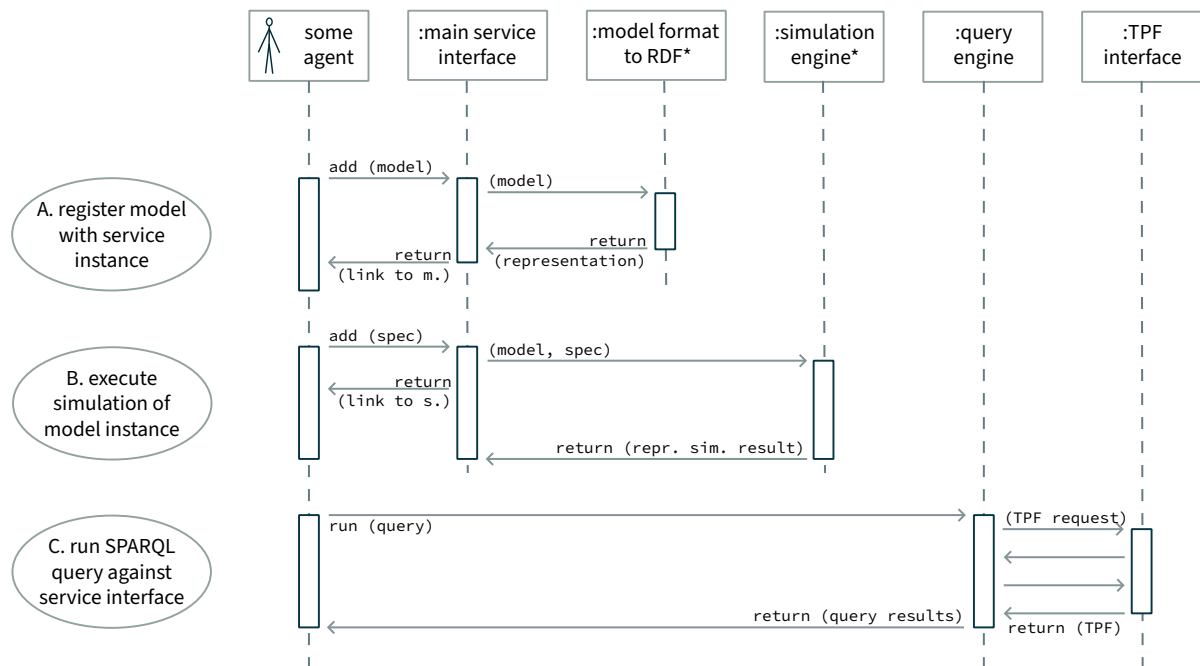 some
agent
:main service
interface
:model format
to RDF*
:simulation
engine*
:query
engine
:TPF
interface
A. register model
with service
instance
add (model)
(model)
return
(representation)
return
(link to m.)
B. execute
simulation of
model instance
add (spec)
(model, spec)
return
(link to s.)
return (repr. sim. result)
C. run SPARQL
query against
service interface
run (query)
(TPF request)
return (query results)
return (TPF)